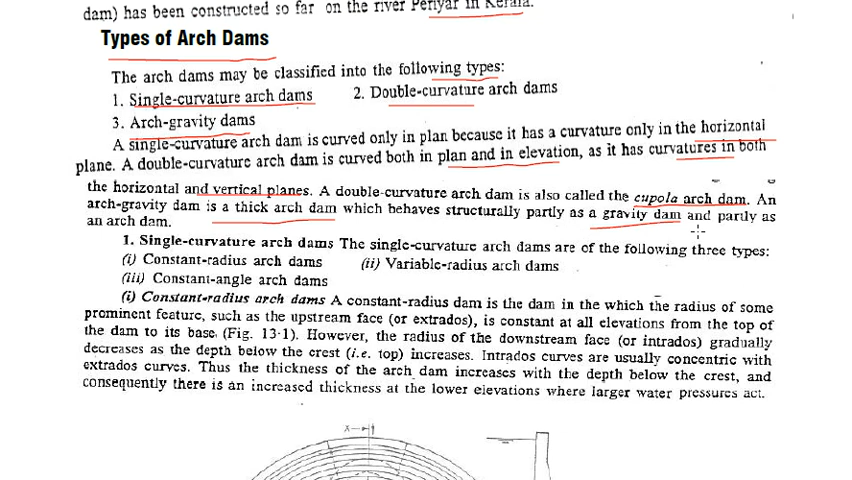 dam) has been constructed so far on the river Periyar in Kerala.
Types of Arch Dams
The arch dams may be classified into the following types:
1. Single-curvature arch dams 2. Double-curvature arch dams
3. Arch-gravity dams
A single-curvature arch dam is curved only in plan because it has a curvature only in the horizontal
plane. A double-curvature arch dam is curved both in plan and in elevation, as it has curvatures in both
the horizontal and vertical planes. A double-curvature arch dam is also called the cupola arch dam. An
arch-gravity dam is a thick arch dam which behaves structurally partly as a gravity dam and partly as
an arch dam.
1. Single-curvature arch dams The single-curvature arch dams are of the following three types:
(i) Constant-radius arch dams (ii) Variable-radius arch dams
(iii) Constant-angle arch dams
(i) Constant-radius arch dams A constant-radius dam is the dam in the which the radius of some
prominent feature, such as the upstream face (or extrados), is constant at all elevations from the top of
the dam to its base. (Fig. 13·1). However, the radius of the downstream face (or intrados) gradually
decreases as the depth below the crest (i.e. top) increases. Intrados curves are usually concentric with
extrados curves. Thus the thickness of the arch dam increases with the depth below the crest, and
consequently there is an increased thickness at the lower elevations where larger water pressures act.
X